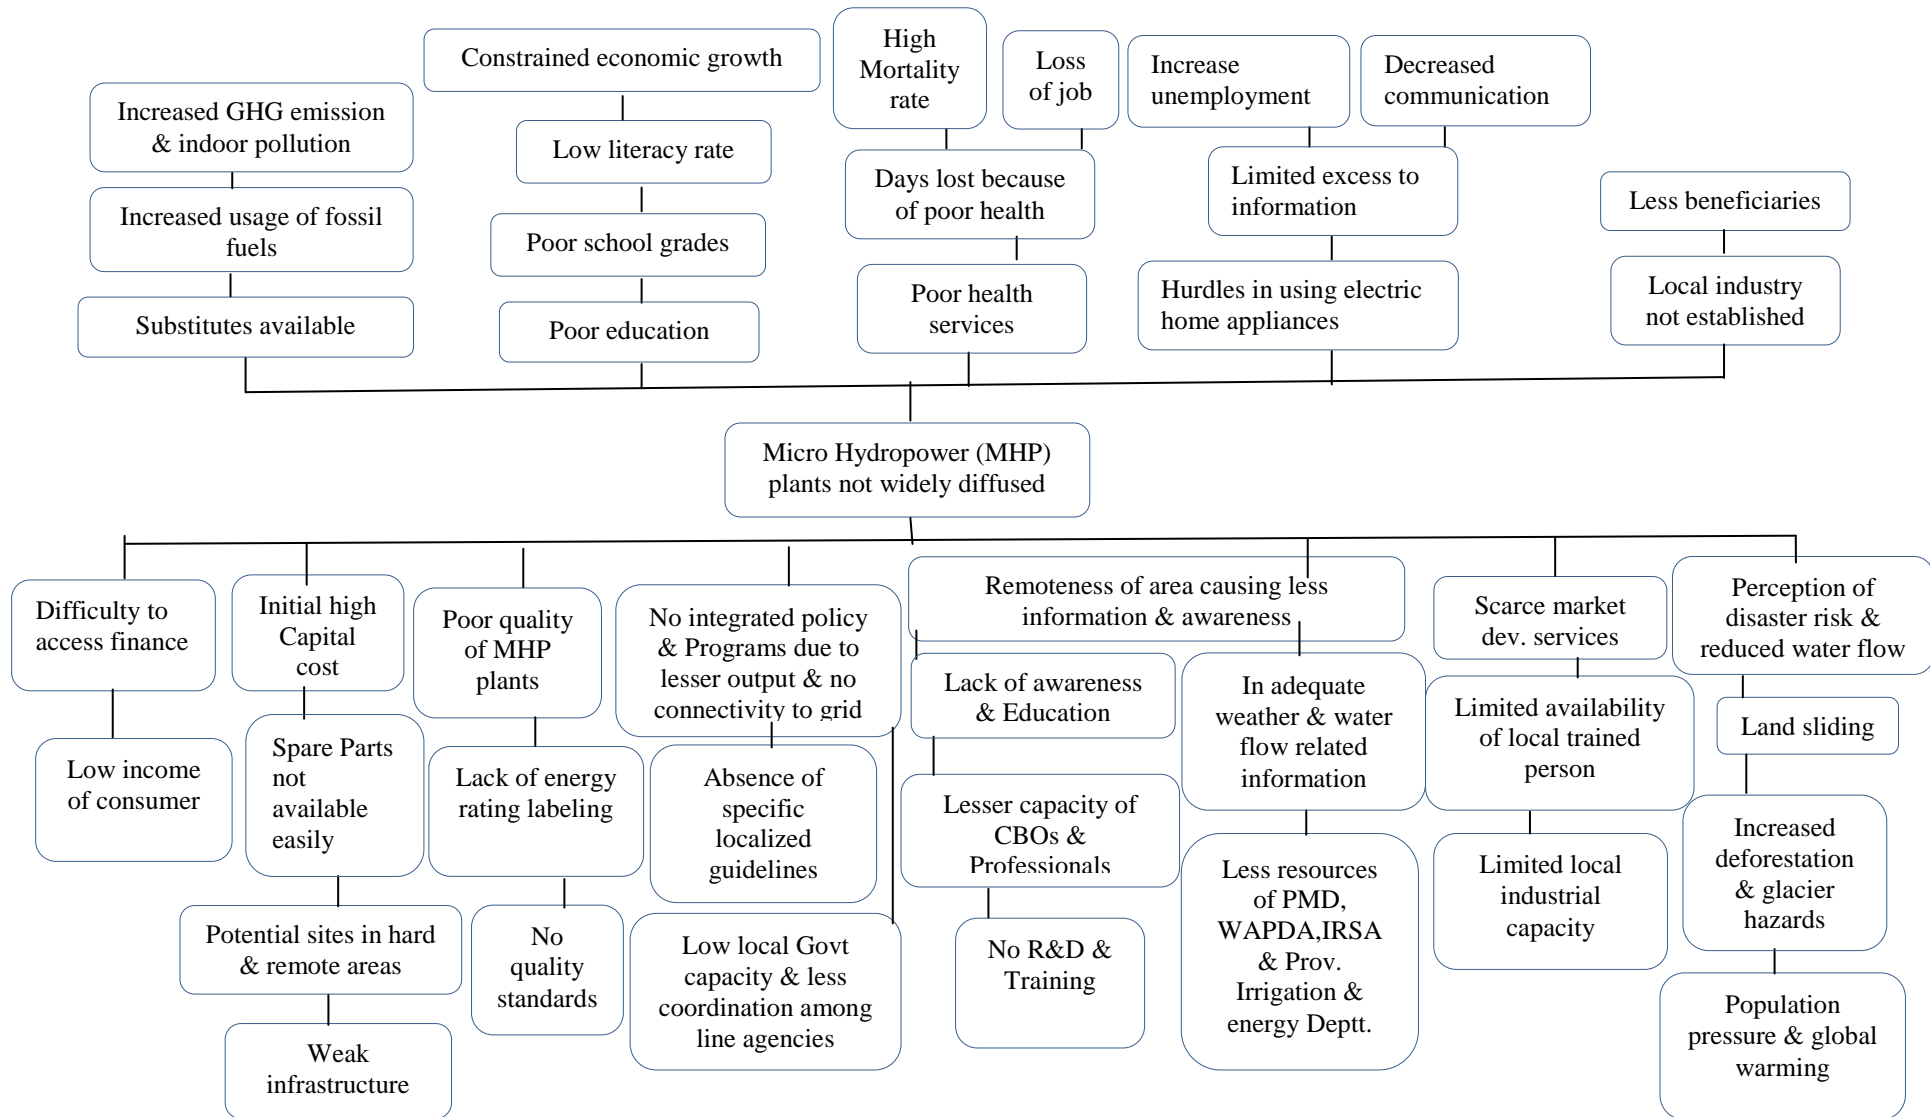 Constrained economic growth
High
Mortality
rate
Loss
of job
Increase
unemployment
Decreased
communication
Increased GHG emission
& indoor pollution
Low literacy rate
Days lost because
of poor health
Limited excess to
information
Less beneficiaries
Increased usage of fossil
fuels
Poor school grades
Poor health
services
Hurdles in using electric
home appliances
Local industry
not established
Substitutes available
Poor education
Micro Hydropower (MHP)
plants not widely diffused
Difficulty to
access finance
Initial high
Capital
cost
Poor quality
of MHP
plants
No integrated policy
& Programs due to
lesser output & no
connectivity to grid
Remoteness of area causing less
information & awareness
Scarce market
dev. services
Perception of
disaster risk &
reduced water flow
Lack of awareness
& Education
In adequate
weather & water
flow related
information
Limited availability
of local trained
person
Land sliding
Low income
of consumer
Spare Parts
not
available
easily
Lack of energy
rating labeling
Absence of
specific
localized
guidelines
Lesser capacity of
CBOs &
Professionals
Less resources
of PMD,
WAPDA,IRSA
& Prov.
Irrigation &
energy Deptt.
Limited local
industrial
capacity
Increased
deforestation
& glacier
hazards
Potential sites in hard
& remote areas
No
quality
standards
Low local Govt
capacity & less
coordination among
line agencies
No R&D &
Training
Population
pressure & global
warming
Weak
infrastructure